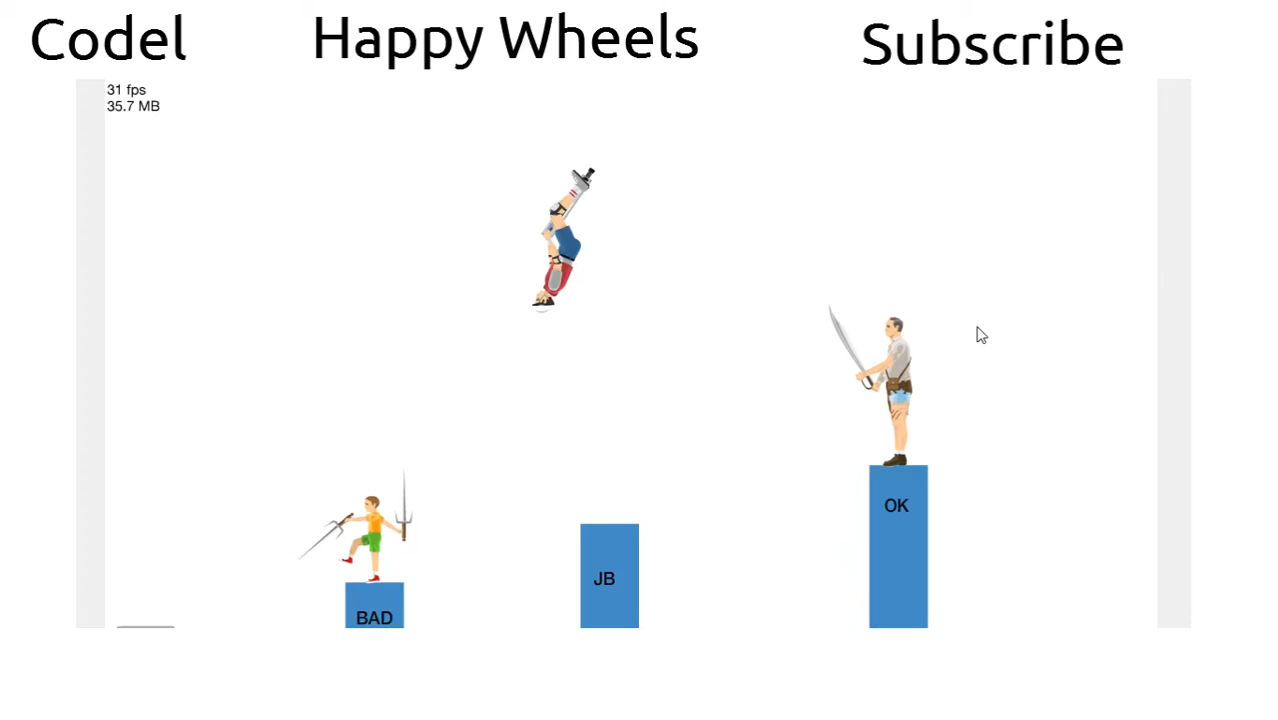 Codel
Happy Wheels
Subscribe
31 fps
35.7 MB
OK
JB
BAD